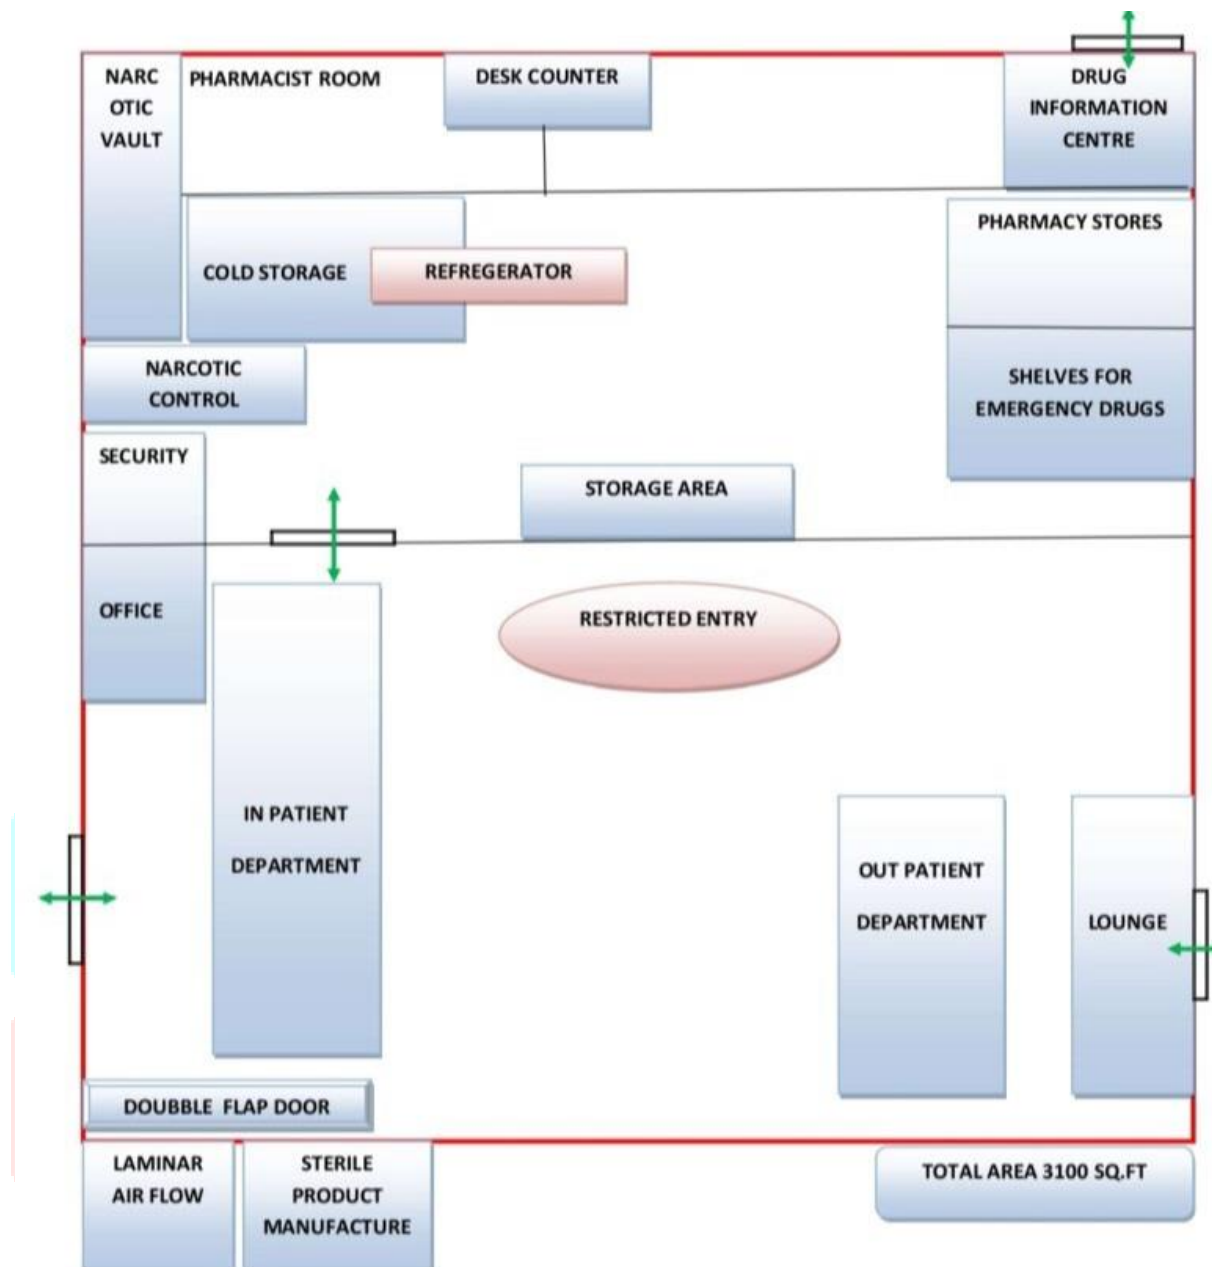 NARC
OTIC
VAULT
PHARMACIST ROOM
DESK COUNTER
DRUG
INFORMATION
CENTRE
COLD STORAGE
REFREGERATOR
PHARMACY STORES
NARCOTIC
CONTROL
SHELVES FOR
EMERGENCY DRUGS
SECURITY
STORAGE AREA
OFFICE
RESTRICTED ENTRY
IN PATIENT
DEPARTMENT
OUT PATIENT
DEPARTMENT
LOUNGE
DOUBBLE FLAP DOOR
LAMINAR
AIR FLOW
STERILE
PRODUCT
MANUFACTURE
TOTAL AREA 3100 SQ.FT